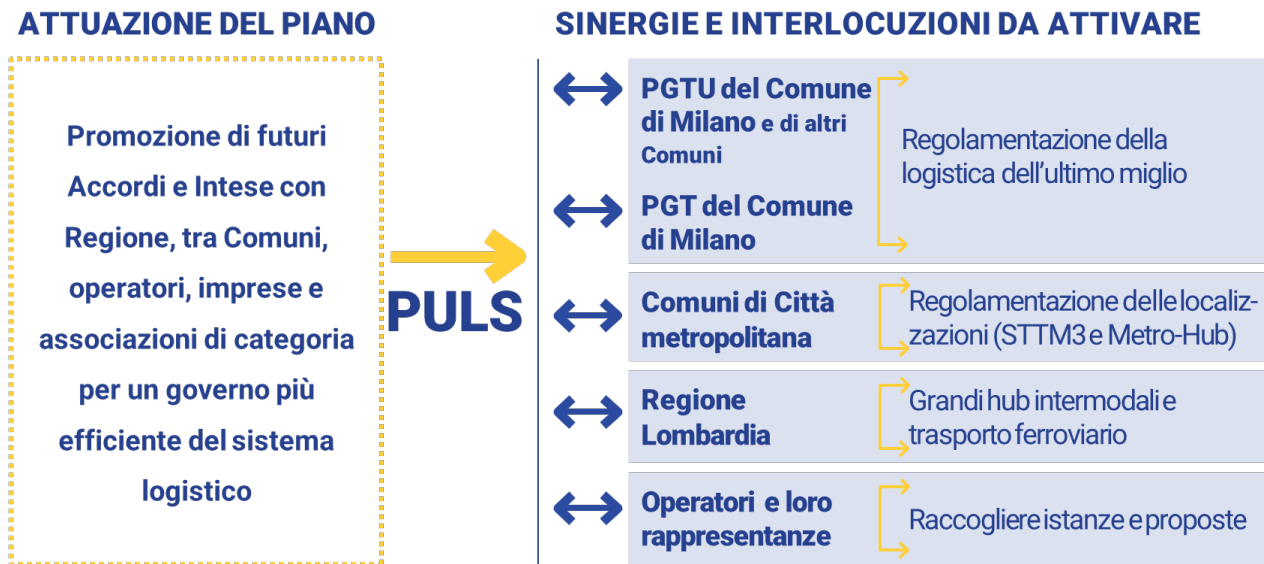 ATTUAZIONE DEL PIANO
Promozione di futuri
Accordi e Intese con
Regione, tra Comuni,
operatori, imprese e
associazioni di categoria
per un governo più
efficiente del sistema
logistico
PULS
SINERGIE E INTERLOCUZIONI DA ATTIVARE
PGTU del Comune
di Milano e di altri
Comuni
PGT del Comune
di Milano
Regolamentazione della
logistica dell'ultimo miglio
Comuni di Città
metropolitana
Regolamentazione delle localiz-
zazioni (STTM3 e Metro-Hub)
Regione
Lombardia
Grandi hub intermodali e
trasporto ferroviario
Operatori e loro
rappresentanze
Raccogliere istanze e proposte